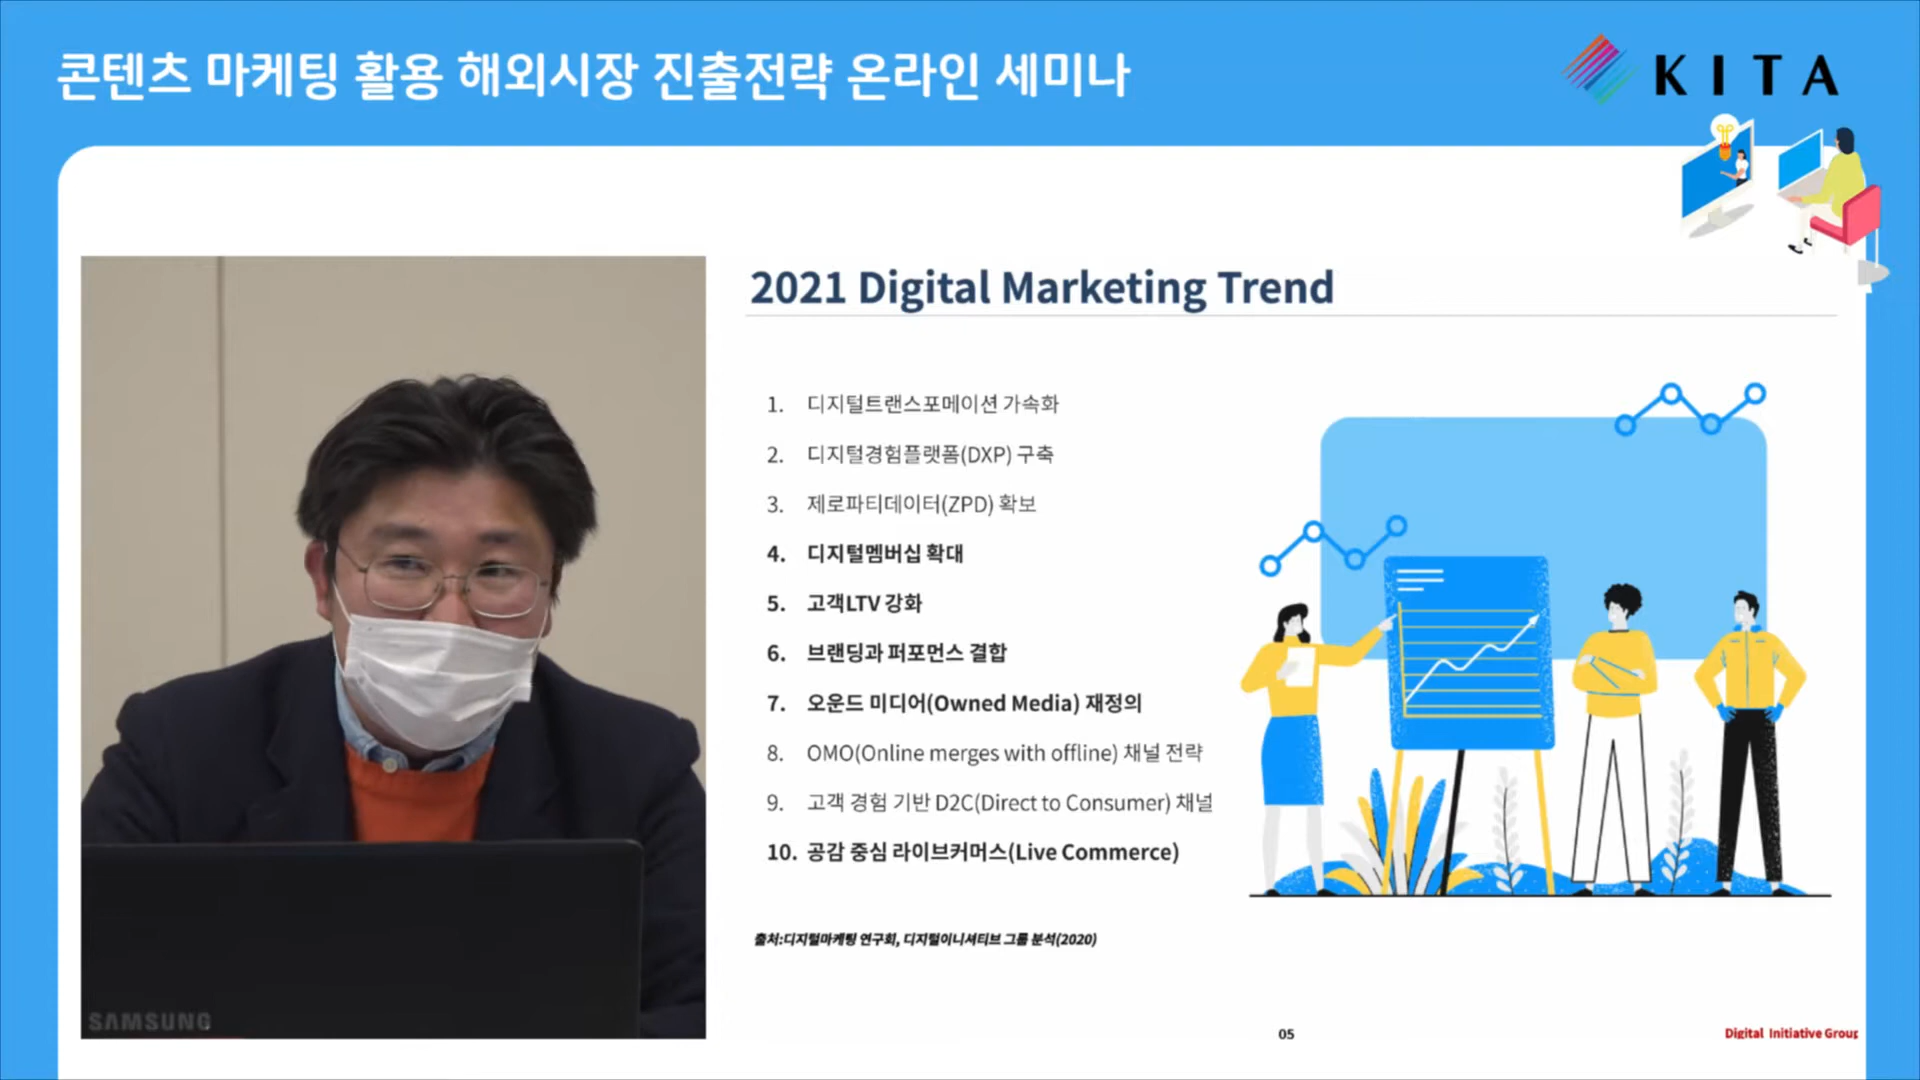 콘텐츠 마케팅 활용 해외시장 진출전략 온라인 세미나
KITA
2021 Digital Marketing Trend
1. 디지털트랜스포메이션 가속화
2. 디지털경험플랫폼(DXP) 구축
3. 제로파티데이터(ZPD) 확보
4. 디지털멤버십 확대
5. 고객LTV 강화
6. 브랜딩과 퍼포먼스 결합
7. 오운드 미디어(Owned Media) 재정의
8. OMO(Online merges with offline) 채널 전략
9. 고객 경험 기반 D2C(Direct to Consumer) 채널
10. 공감 중심 라이브커머스(Live Commerce)
출처:디지털마케팅 연구회, 디지털이니셔티브 그룹 분석(2020)
SAMSUNG
05
Digital Initiative Group